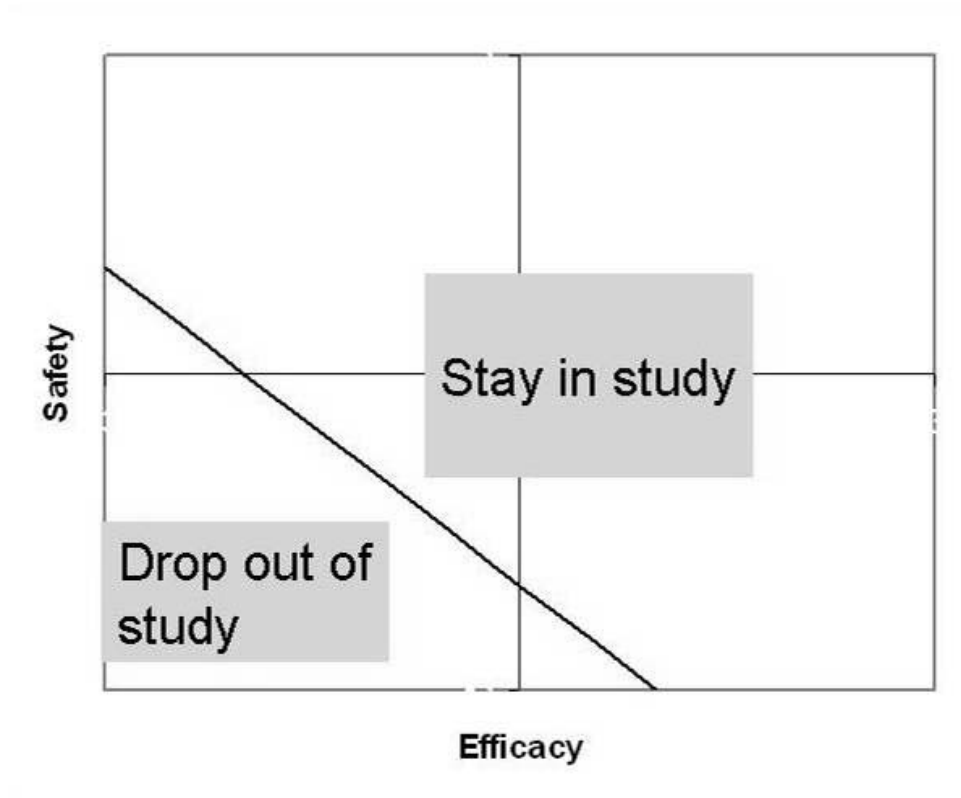 Safety
Stay in study
Drop out of
study
Efficacy